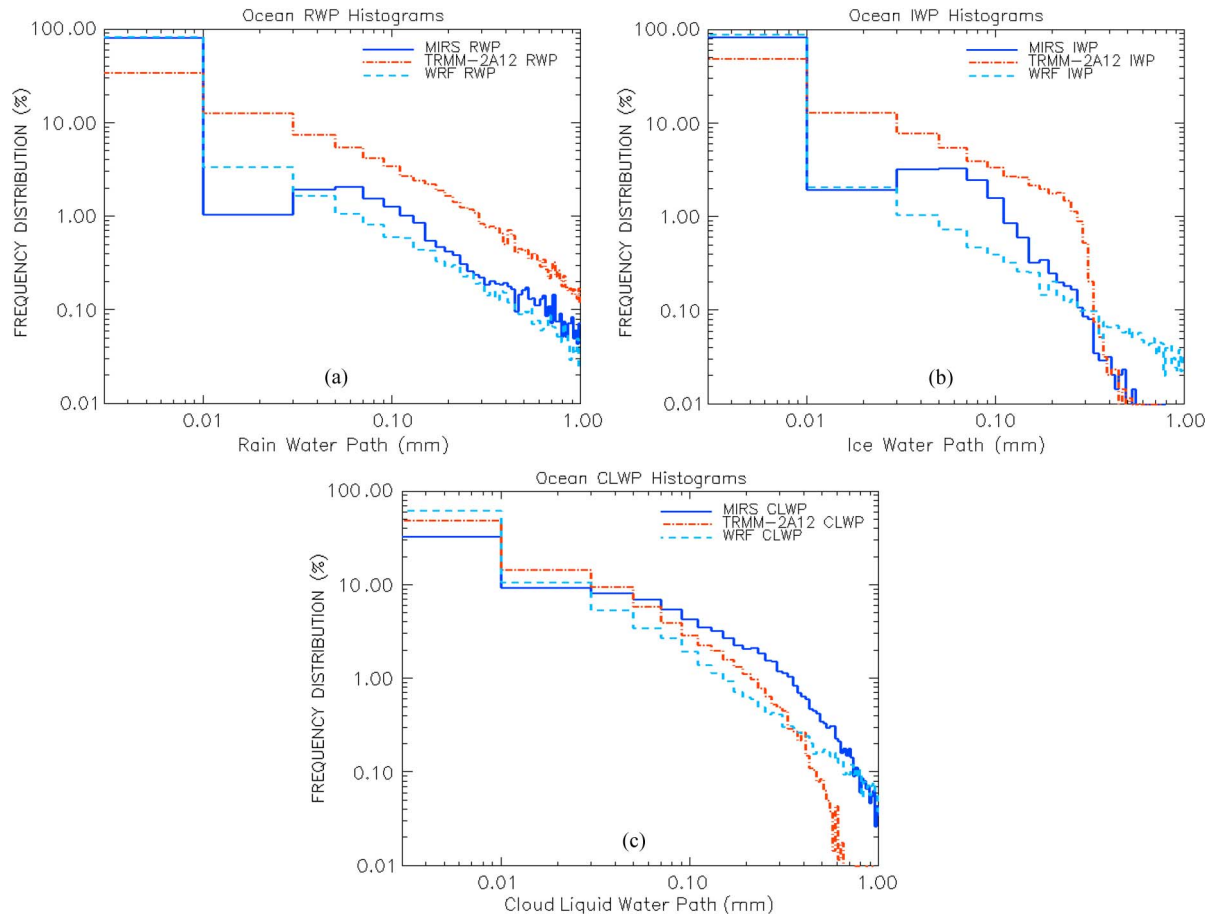 Ocean RWP Histograms
100.00
10.00
1.00
0.10
0.01
FREQUENCY DISTRIBUTION (%)
MIRS RWP
TRMM-2A12 RWP
WRF RWP
(a)
0.01
0.10
1.00
Rain Water Path (mm)
Ocean IWP Histograms
100.00
10.00
1.00
0.10
0.01
FREQUENCY DISTRIBUTION (%)
MIRS IWP
TRMM-2A12 IWP
WRF IWP
(b)
0.01
0.10
1.00
Ice Water Path (mm)
Ocean CLWP Histograms
100.00
10.00
1.00
0.10
0.01
FREQUENCY DISTRIBUTION (%)
MIRS CLWP
TRMM-2A12 CLWP
WRF CLWP
(c)
0.01
0.10
1.00
Cloud Liquid Water Path (mm)